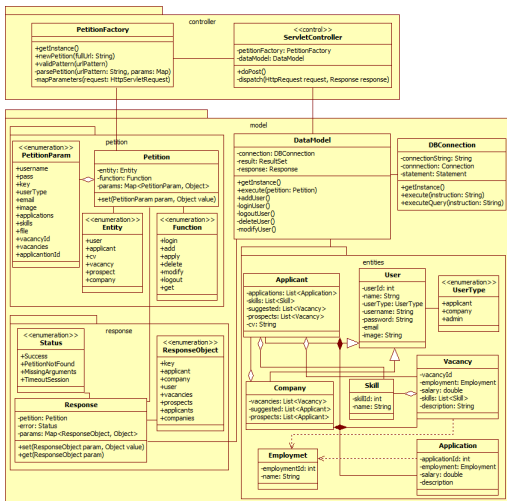 controller
PetitionFactory
+getInstance()
+newPetition(fullUrl: String)
+validPattern(urlPattern)
-parsePetition(urlPattern: String, params: Map)
-mapParameters(request: HttpServletRequest)
<<control>>
ServletController
-petitionFactory: PetitionFactory
-dataModel: DataModel
+doPost()
-dispatch(HttpRequest request, Response response)
model
petition
<<enumeration>>
PetitionParam
+username
+pass
+key
+userType
+email
+image
+applications
+skills
+file
+vacancyId
+vacancies
+applicantionId
Petition
-entity: Entity
-function: Function
-params: Map<PetitionParam, Object>
+set(PetitionParam param, Object value)
<<enumeration>>
Entity
+user
+applicant
+cv
+vacancy
+prospect
+company
<<enumeration>>
Function
+login
+add
+apply
+delete
+modify
+logout
+get
DataModel
-connection: DBConnection
-result: ResultSet
-response: Response
+getInstance()
+execute(petition: Petition)
+addUser()
-loginUser()
-logoutUser()
-deleteUser()
-modifyUser()
DBConnection
-connectionString: String
-connection: Connection
-statement: Statement
+getInstance()
+execute(instruction: String)
+executeQuery(instruction: String)
response
<<enumeration>>
Status
+Success
+PetitionNotFound
+MissingArguments
+TimeoutSession
<<enumeration>>
ResponseObject
+key
+applicant
+company
+user
+vacancies
+prospects
+applicants
+companies
Response
-petition: Petition
-error: Status
-params: Map<ResponseObject, Object>
+set(ResponseObject param, Object value)
+get(ResponseObject param)
entities
Applicant
-applications: List<Application>
-skills: List<Skill>
-suggested: List<Vacancy>
-prospects: List<Vacancy>
-cv: String
User
-userId: int
-name: Strng
-userType: UserType
-username: String
-password: String
-email
-image: String
<<enumeration>>
UserType
+applicant
+company
+admin
Company
-vacancies: List<Vacancy>
-suggested: List<Applicant>
-prospects: List<Applicant>
Skill
-skillId: int
-name: String
Vacancy
-vacancyId
-employment: Employment
-salary: double
-skills: List<Skill>
-description: String
Employmet
-employmentId: int
-name: String
Application
-applicationId: int
-employment: Employment
-salary: double
-description